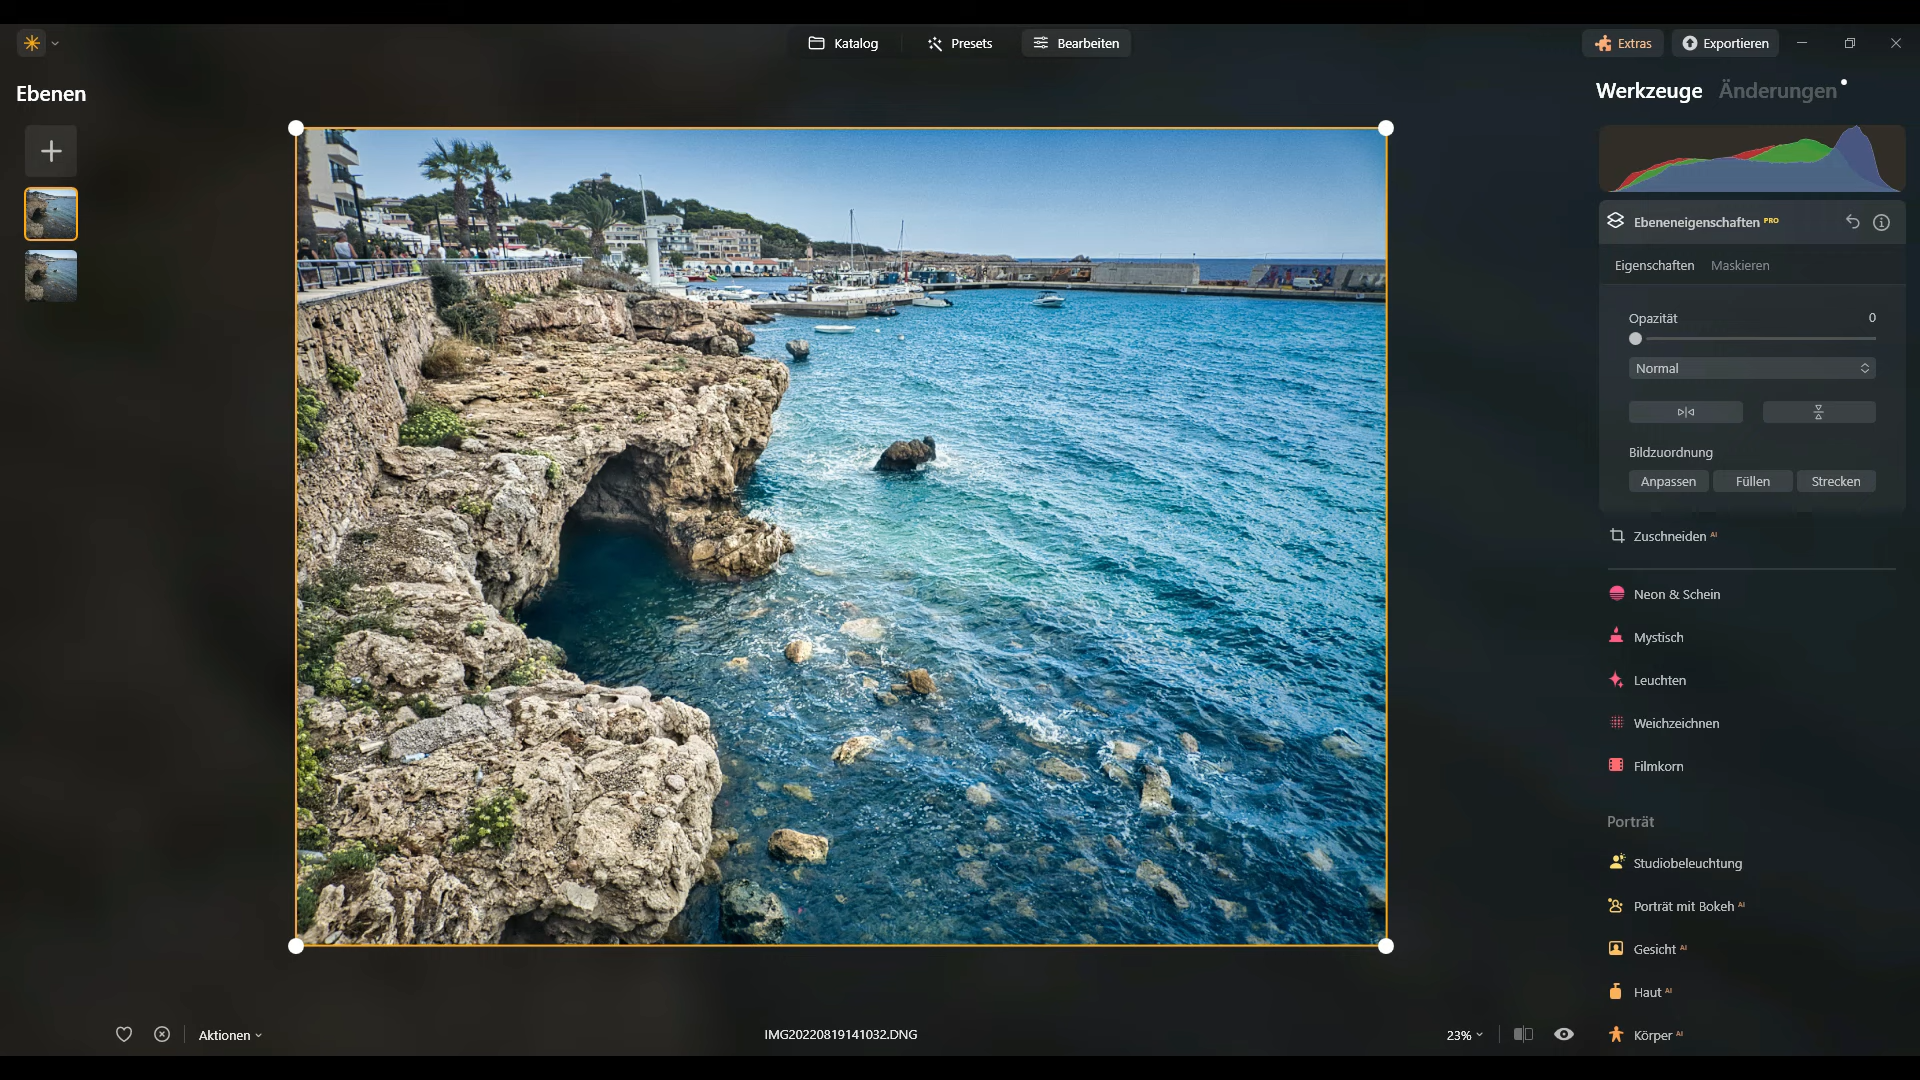 Katalog
Presets
Bearbeiten
Extras
Exportieren
Ebenen
Werkzeuge
Änderungen
Ebeneneigenschaften PRO
Eigenschaften
Maskieren
Opazität
0
Normal
Bildzuordnung
Anpassen
Füllen
Strecken
Zuschneiden AI
Neon & Schein
Mystisch
Leuchten
Weichzeichnen
Filmkorn
Porträt
Studiobeleuchtung
Porträt mit Bokeh AI
Gesicht AI
Haut AI
Körper AI
Aktionen
IMG20220819141032.DNG
23%